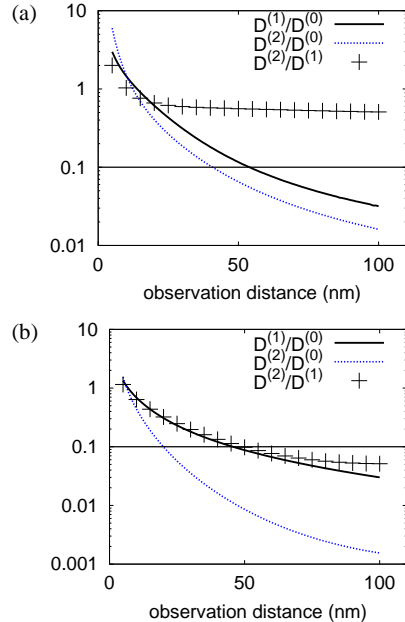 (a)
10
1
0.1
0.01
D^(1)/D^(0)
D^(2)/D^(0)
D^(2)/D^(1)
0 50 100
observation distance (nm)
(b)
10
1
0.1
0.01
0.001
D^(1)/D^(0)
D^(2)/D^(0)
D^(2)/D^(1)
0 50 100
observation distance (nm)